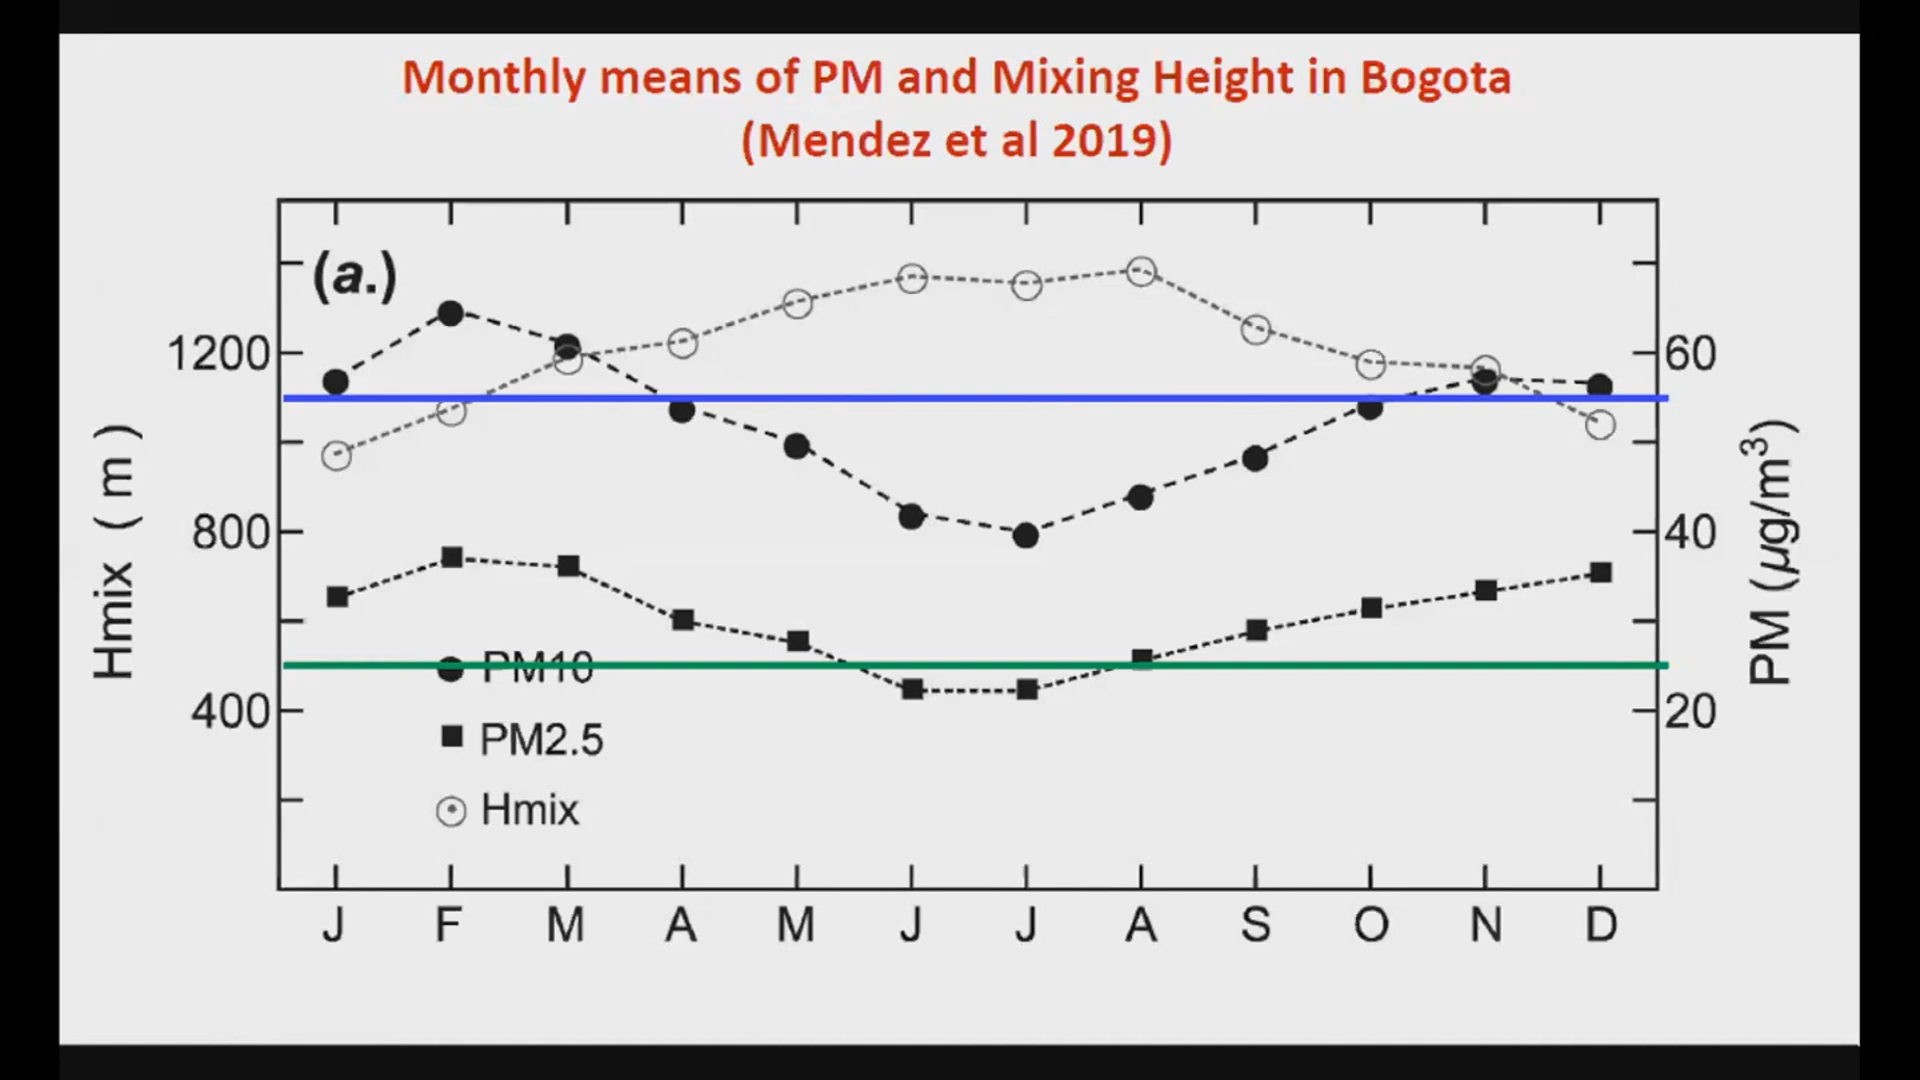 Monthly means of PM and Mixing Height in Bogota
(Mendez et al 2019)
(a.)
1200
800
400
Hmix ( m )
60
40
20
PM (µg/m³)
PM10
PM2.5
Hmix
J F M A M J J A S O N D